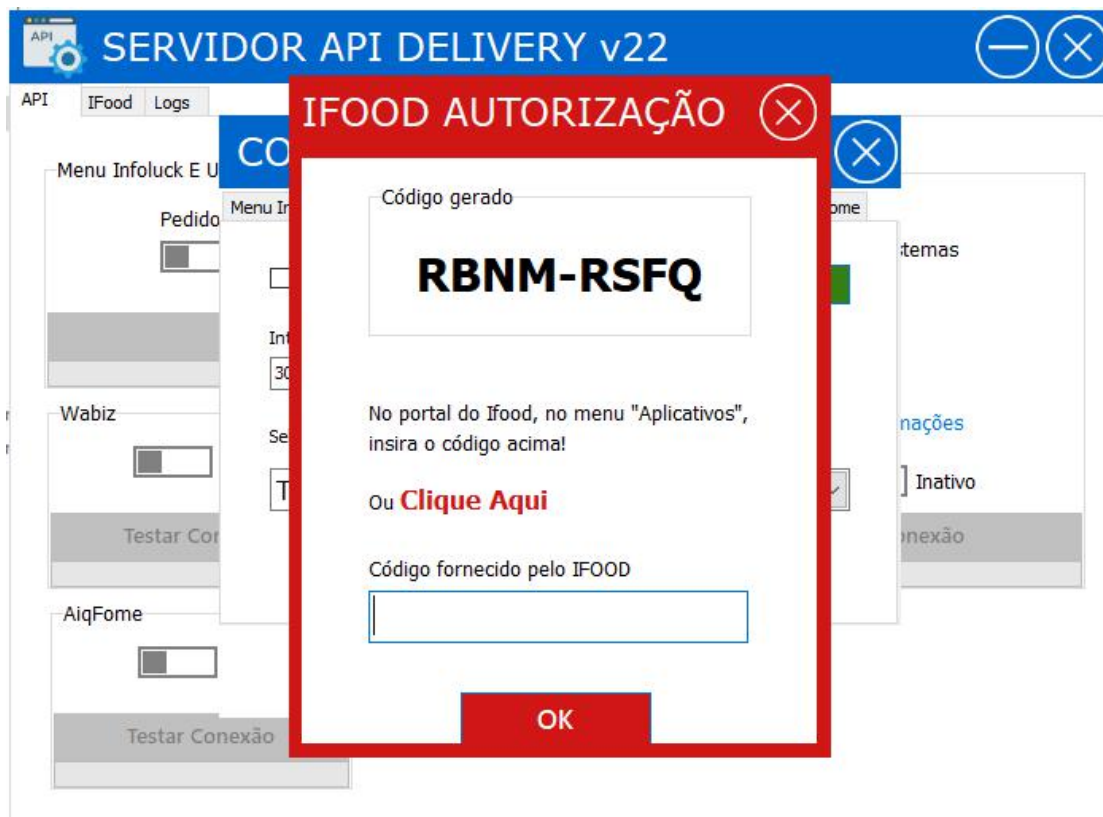 API
SERVIDOR API DELIVERY v22
API IFood Logs
IFOOD AUTORIZAÇÃO
CO
Menu Infoluck E U
Menu In
ome
Código gerado
RBNM-RSFQ
Pedido
temas
Int
30
No portal do Ifood, no menu "Aplicativos",
insira o código acima!
Wabiz
Se
mações
T
Inativo
Ou Clique Aqui
Testar Con
nexão
Código fornecido pelo IFOOD
AiqFome
OK
Testar Conexão